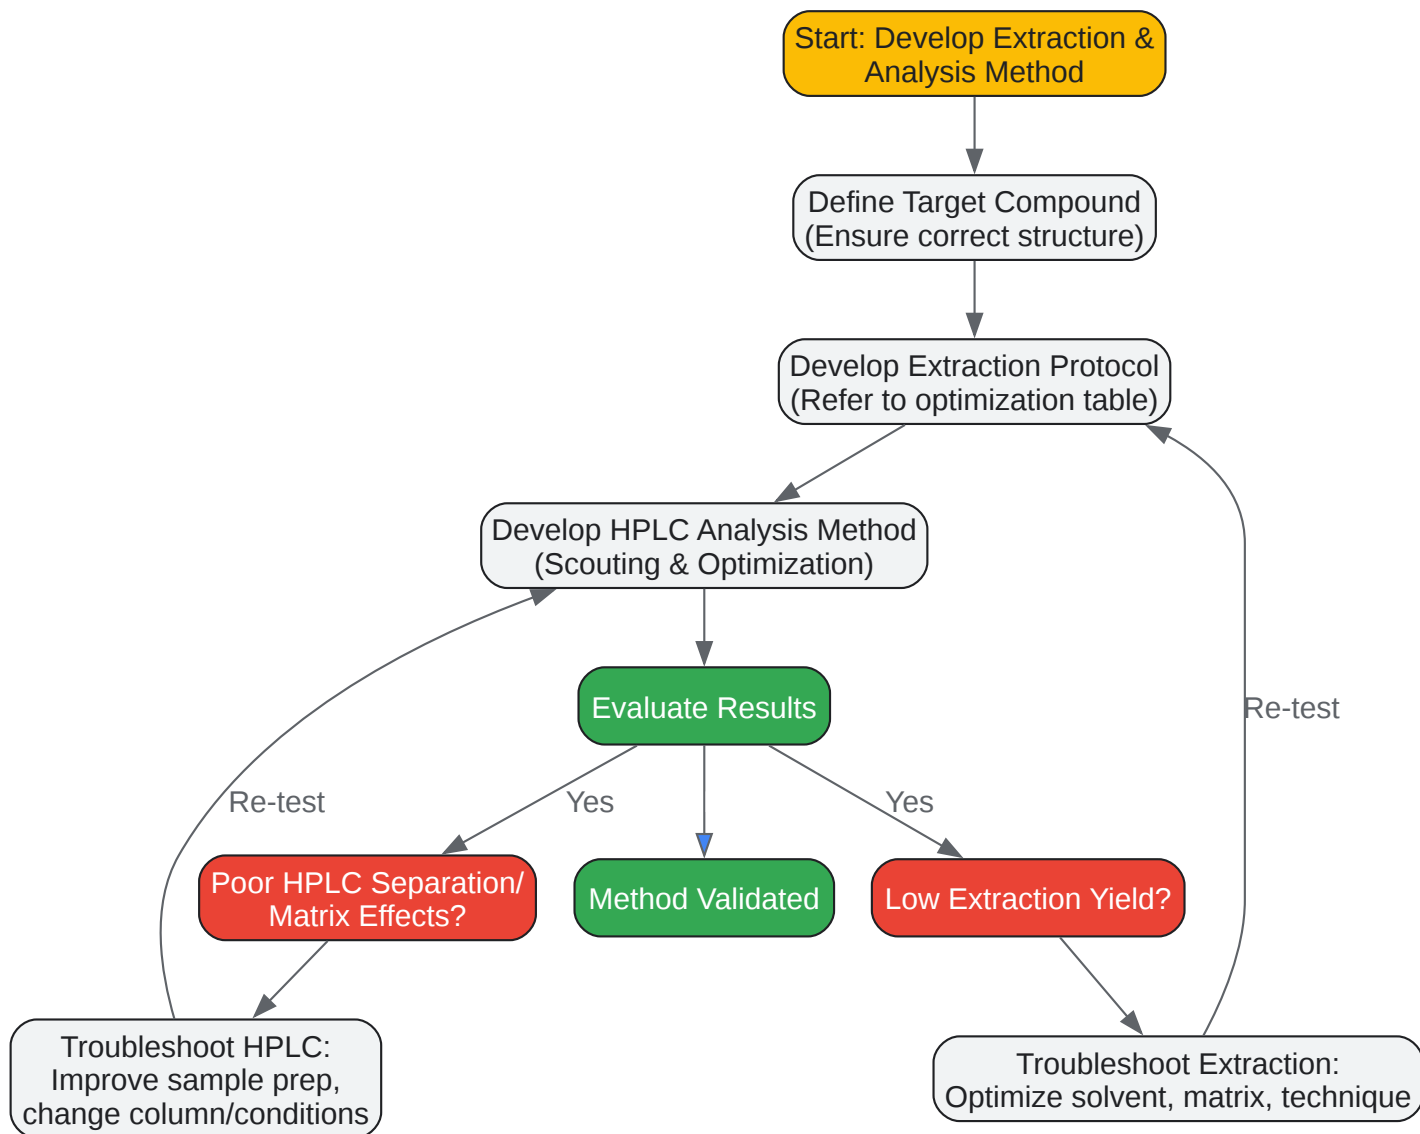 Start: Develop Extraction &
Analysis Method
Define Target Compound
(Ensure correct structure)
Develop Extraction Protocol
(Refer to optimization table)
Develop HPLC Analysis Method
(Scouting & Optimization)
Evaluate Results
Re-test
Re-test
Yes
Yes
Poor HPLC Separation/
Matrix Effects?
Method Validated
Low Extraction Yield?
Troubleshoot HPLC:
Improve sample prep,
change column/conditions
Troubleshoot Extraction:
Optimize solvent, matrix, technique